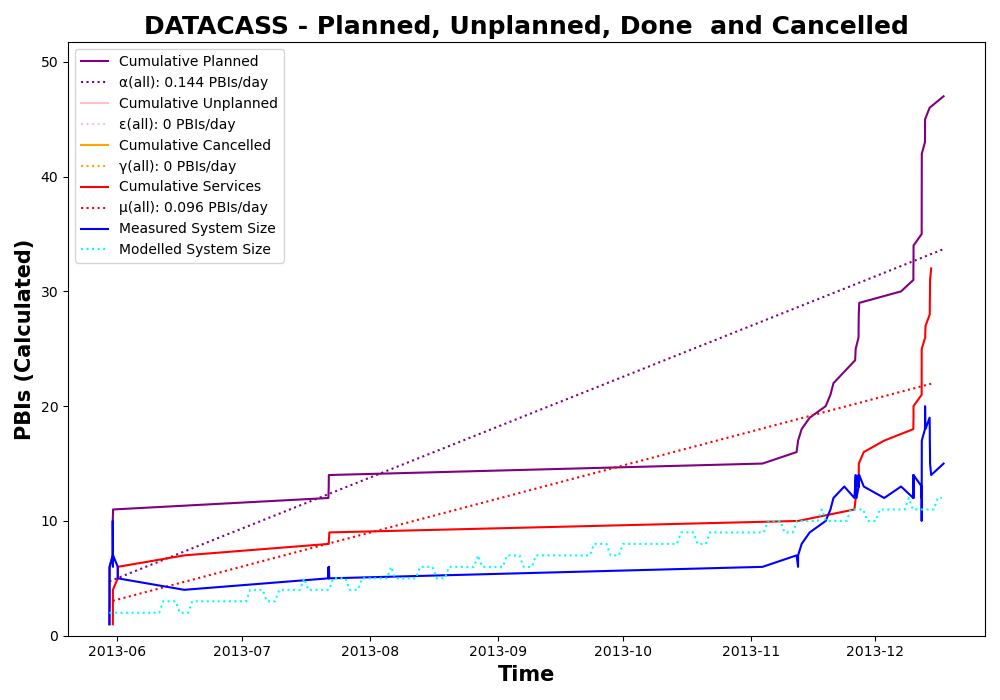 DATACASS - Planned, Unplanned, Done  and Cancelled
PBIs (Calculated)
50
40
30
20
10
0
Cumulative Planned
α(all): 0.144 PBIs/day
Cumulative Unplanned
ε(all): 0 PBIs/day
Cumulative Cancelled
γ(all): 0 PBIs/day
Cumulative Services
μ(all): 0.096 PBIs/day
Measured System Size
Modelled System Size
2013-06
2013-07
2013-08
2013-09
2013-10
2013-11
2013-12
Time